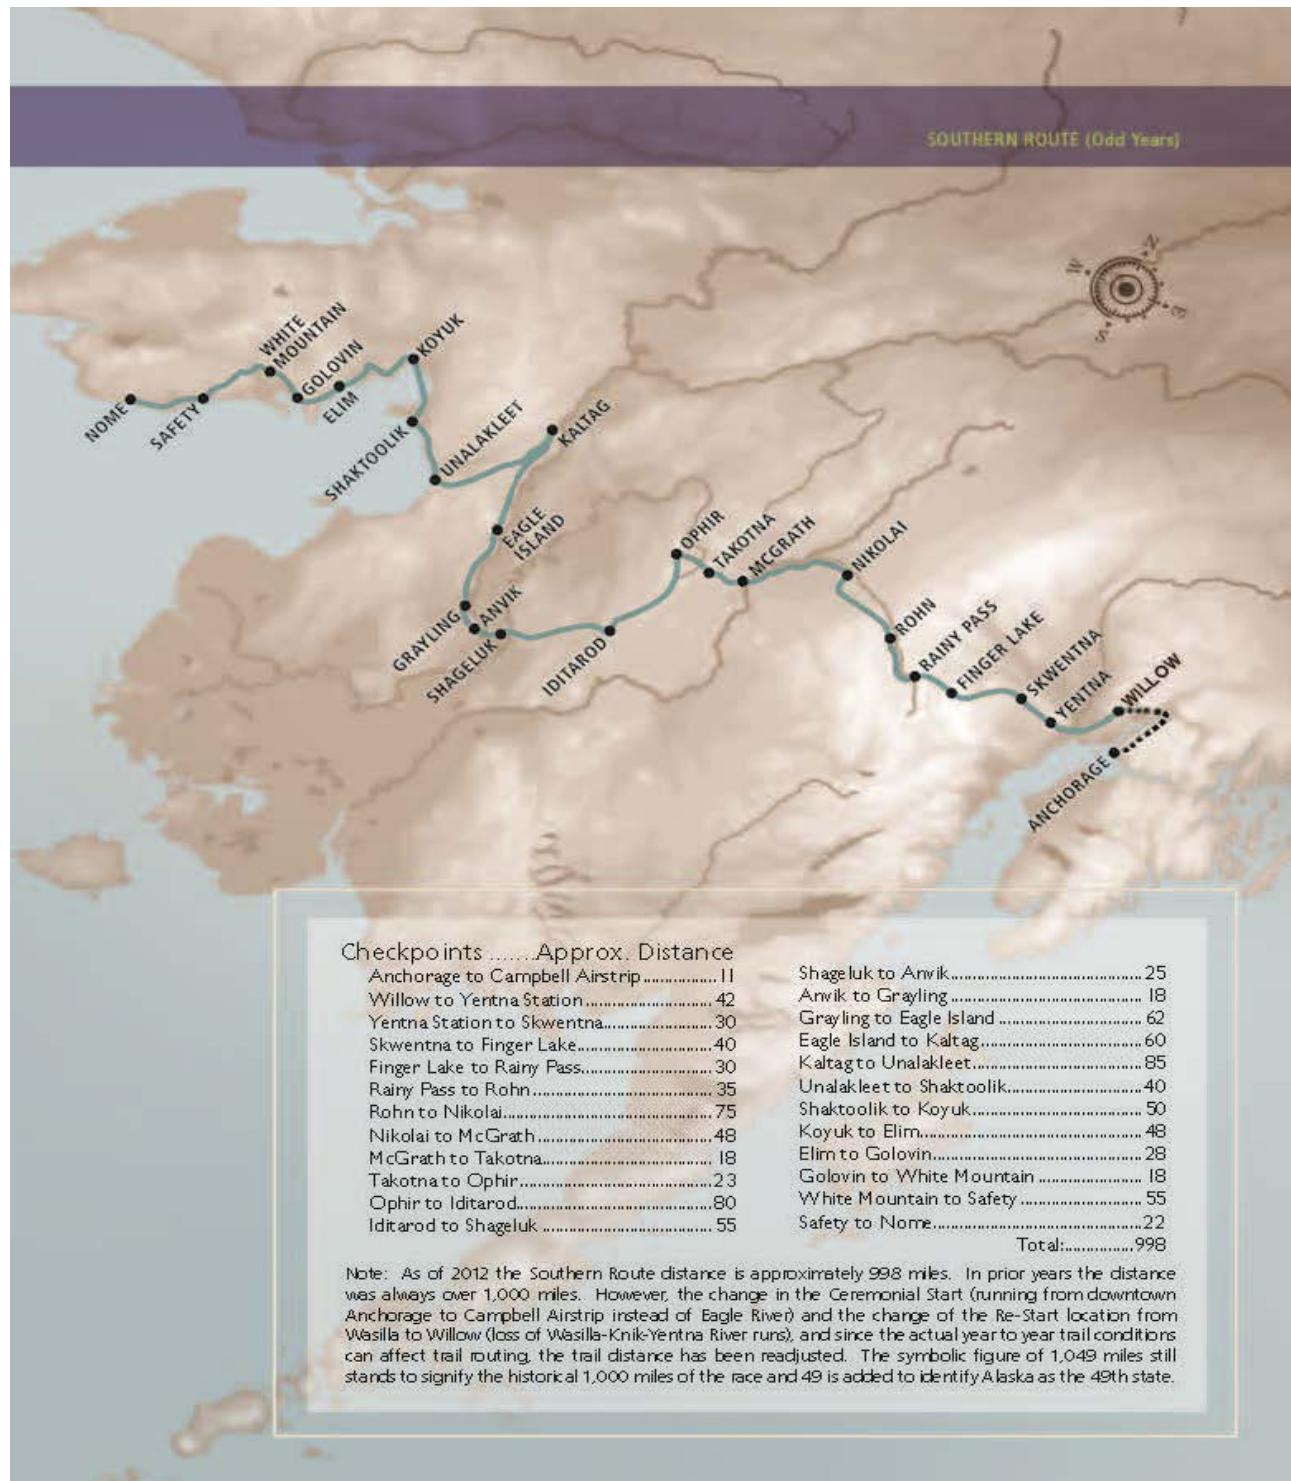 SOUTHERN ROUTE (Odd Years)
N
W
E
S
WHITE
MOUNTAIN
KOYUK
GOLOVIN
ELIM
NOME
SAFETY
SHAKTOOLIK
UNALAKLEET
KALTAG
EAGLE
ISLAND
OPHIR
TAKOTNA
MCGRATH
NIKOLAI
GRAYLING
ANVIK
SHAGELUK
IDITAROD
ROHN
RAINY PASS
FINGER LAKE
SKWENTNA
YENTNA
WILLOW
ANCHORAGE
Checkpoints .......Approx. Distance
Anchorage to Campbell Airstrip................. 11
Willow to Yentna Station............................. 42
Yentna Station to Skwentna......................... 30
Skwentna to Finger Lake...............................40
Finger Lake to Rainy Pass.............................. 30
Rainy Pass to Rohn......................................... 35
Rohn to Nikolai................................................ 75
Nikolai to McGrath........................................48
McGrath to Takotna....................................... 18
Takotna to Ophir.............................................23
Ophir to Iditarod.............................................80
Iditarod to Shageluk ........................................ 55
Shageluk to Anvik............................................ 25
Anvik to Grayling ............................................ 18
Grayling to Eagle Island ................................. 62
Eagle Island to Kaltag..................................... 60
Kaltag to Unalakleet....................................... 85
Unalakleet to Shaktoolik................................40
Shaktoolik to Koyuk....................................... 50
Koyuk to Elim................................................... 48
Elim to Golovin................................................ 28
Golovin to White Mountain ........................ 18
White Mountain to Safety ............................ 55
Safety to Nome................................................22
Total:................998
Note: As of 2012 the Southern Route distance is approximately 998 miles. In prior years the distance
was always over 1,000 miles. However, the change in the Ceremonial Start (running from downtown
Anchorage to Campbell Airstrip instead of Eagle River) and the change of the Re-Start location from
Wasilla to Willow (loss of Wasilla-Knik-Yentna River runs), and since the actual year to year trail conditions
can affect trail routing, the trail distance has been readjusted. The symbolic figure of 1,049 miles still
stands to signify the historical 1,000 miles of the race and 49 is added to identify Alaska as the 49th state.